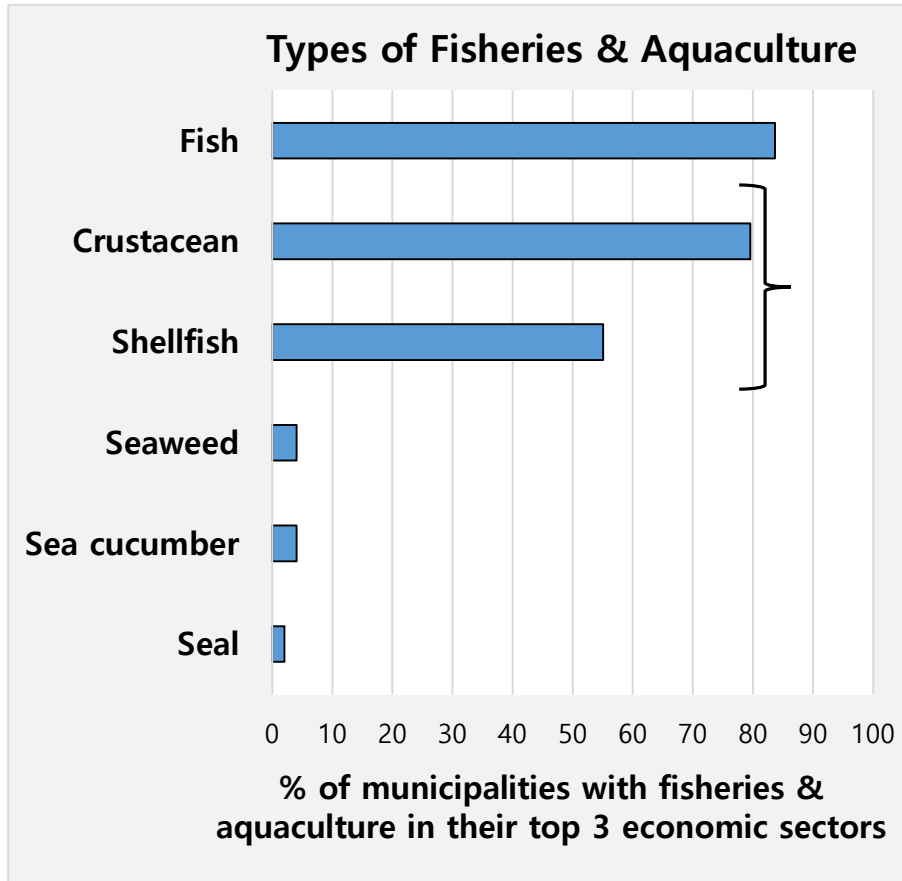 Types of Fisheries & Aquaculture
Fish
Crustacean
Shellfish
Seaweed
Sea cucumber
Seal
0 10 20 30 40 50 60 70 80 90 100
% of municipalities with fisheries &
aquaculture in their top 3 economic sectors